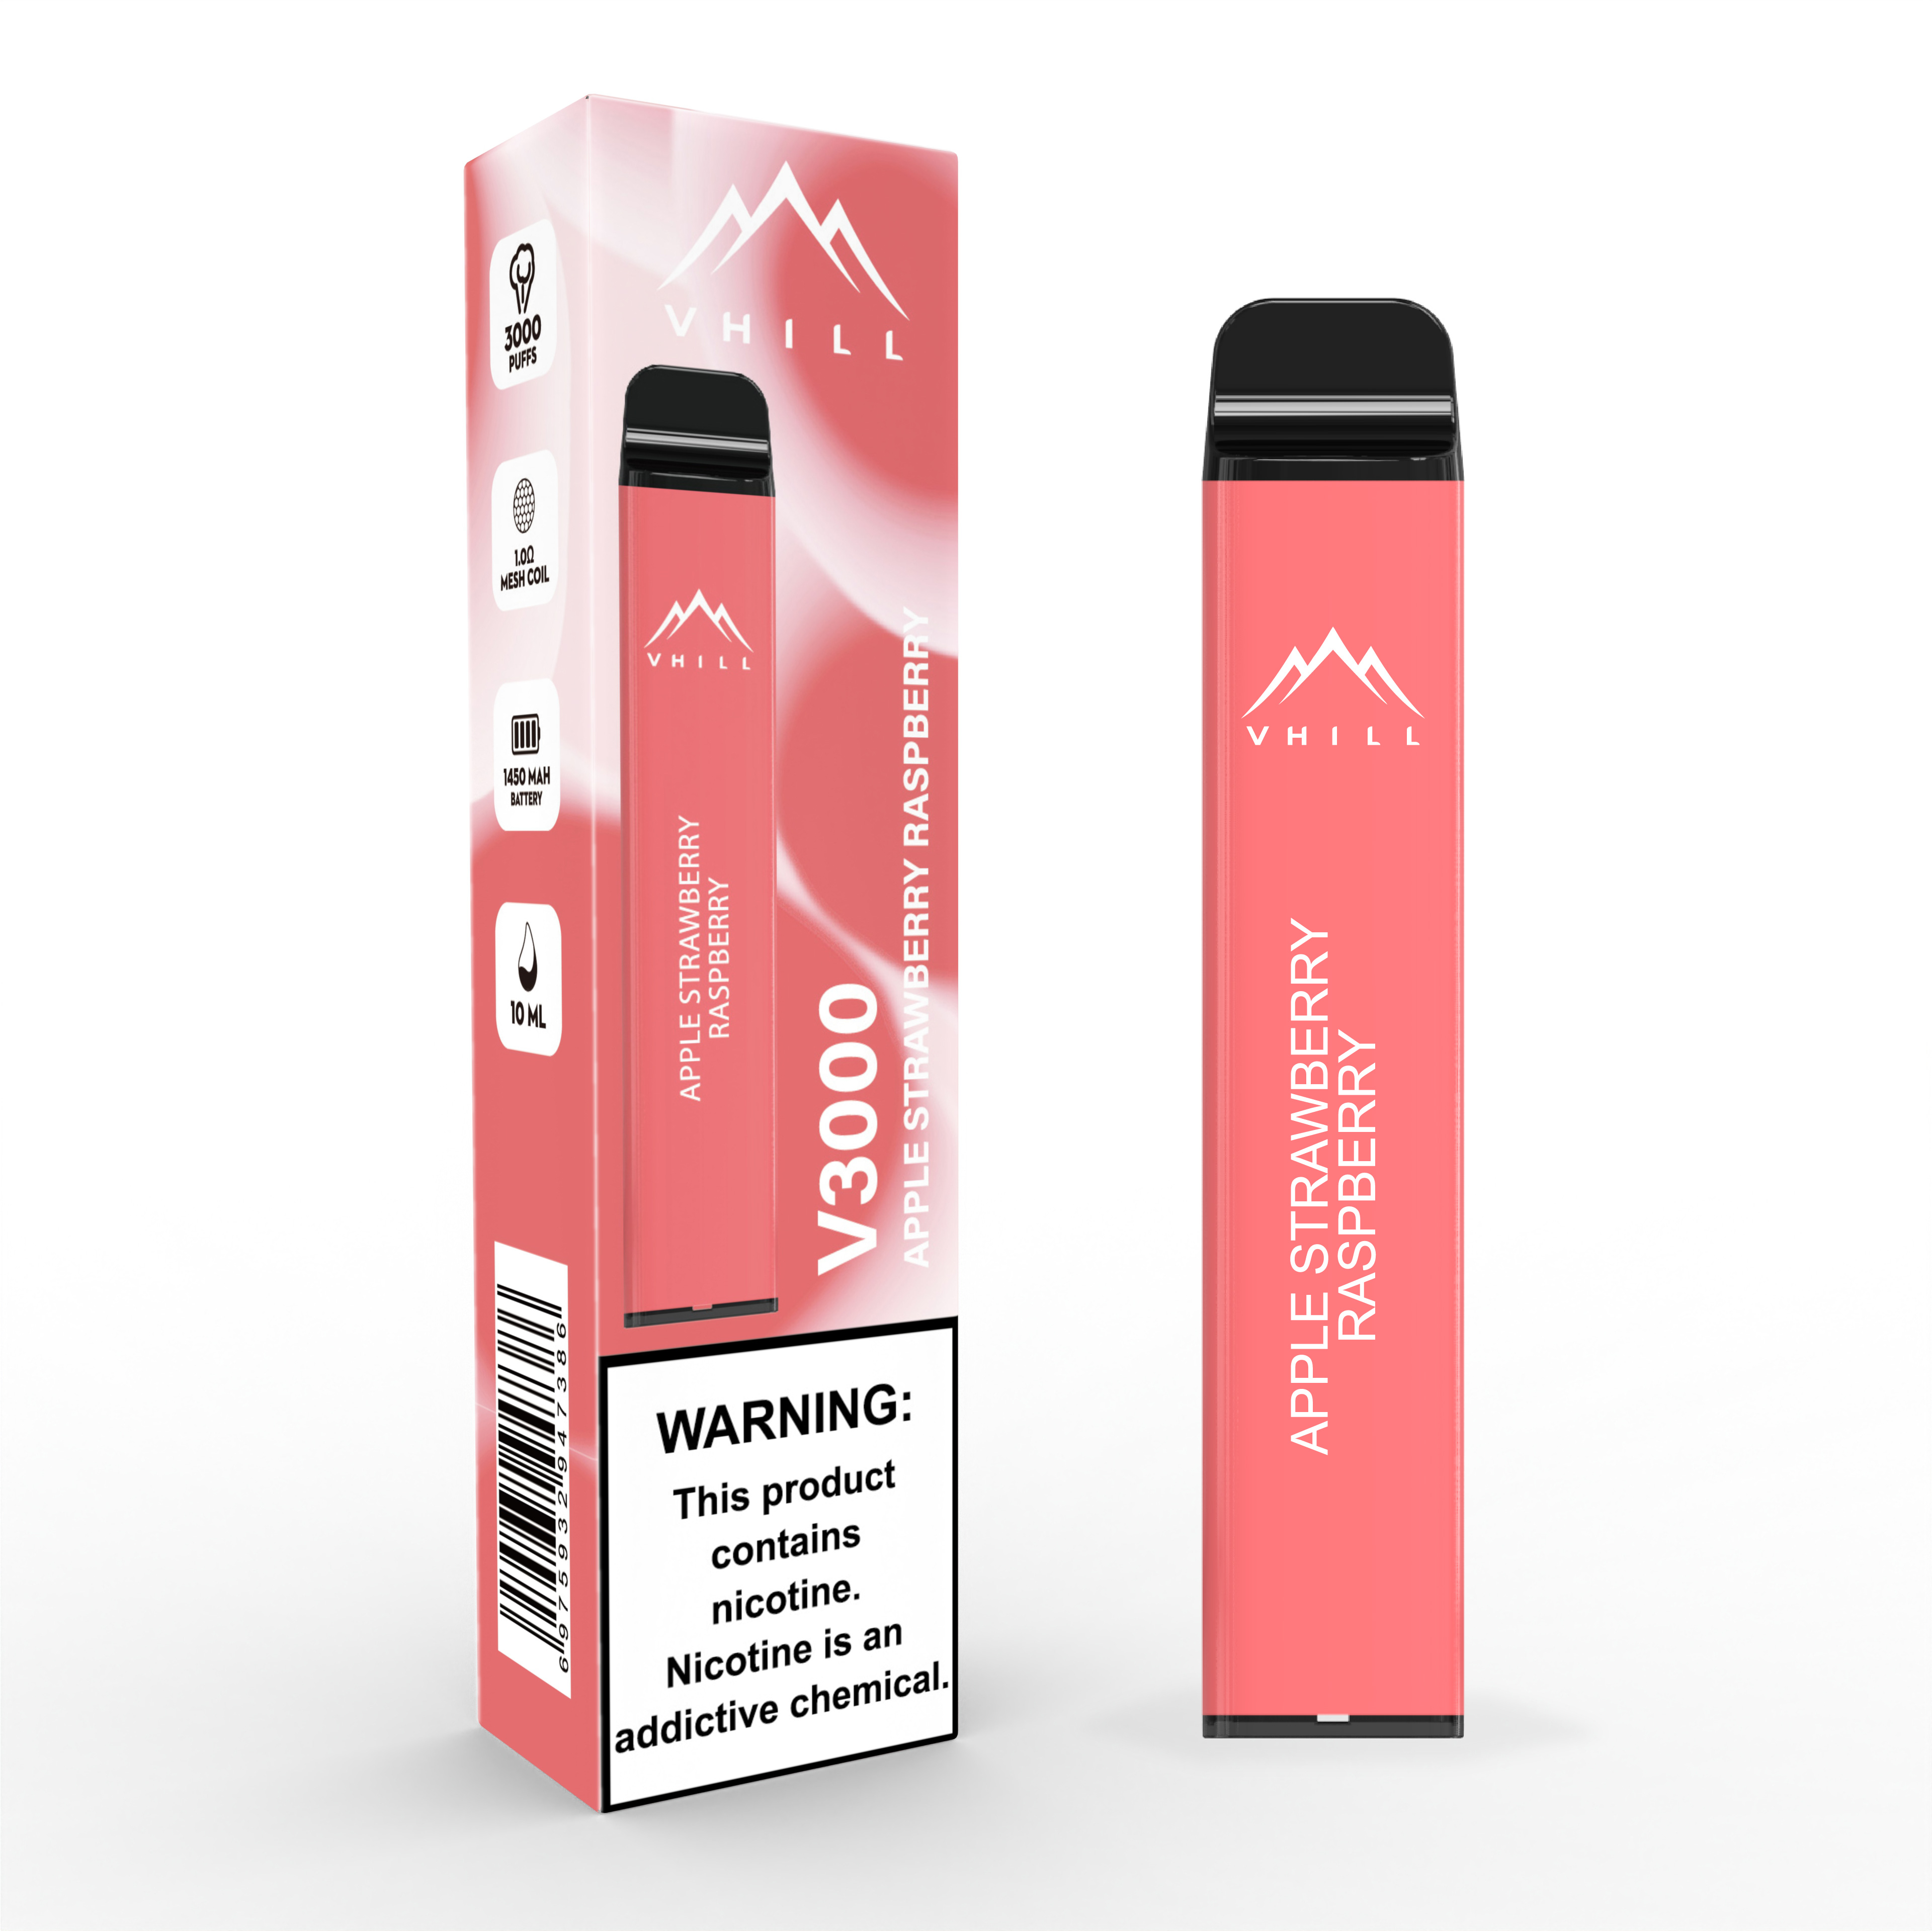 3000
PUFFS
1.0Ω
MESH COIL
1450 MAH
BATTERY
10 ML
6975932947386
VHILL
VHILL
APPLE STRAWBERRY
RASPBERRY
V3000
APPLE STRAWBERRY RASPBERRY
WARNING:
This product
contains
nicotine.
Nicotine is an
addictive chemical.
VHILL
APPLE STRAWBERRY
RASPBERRY